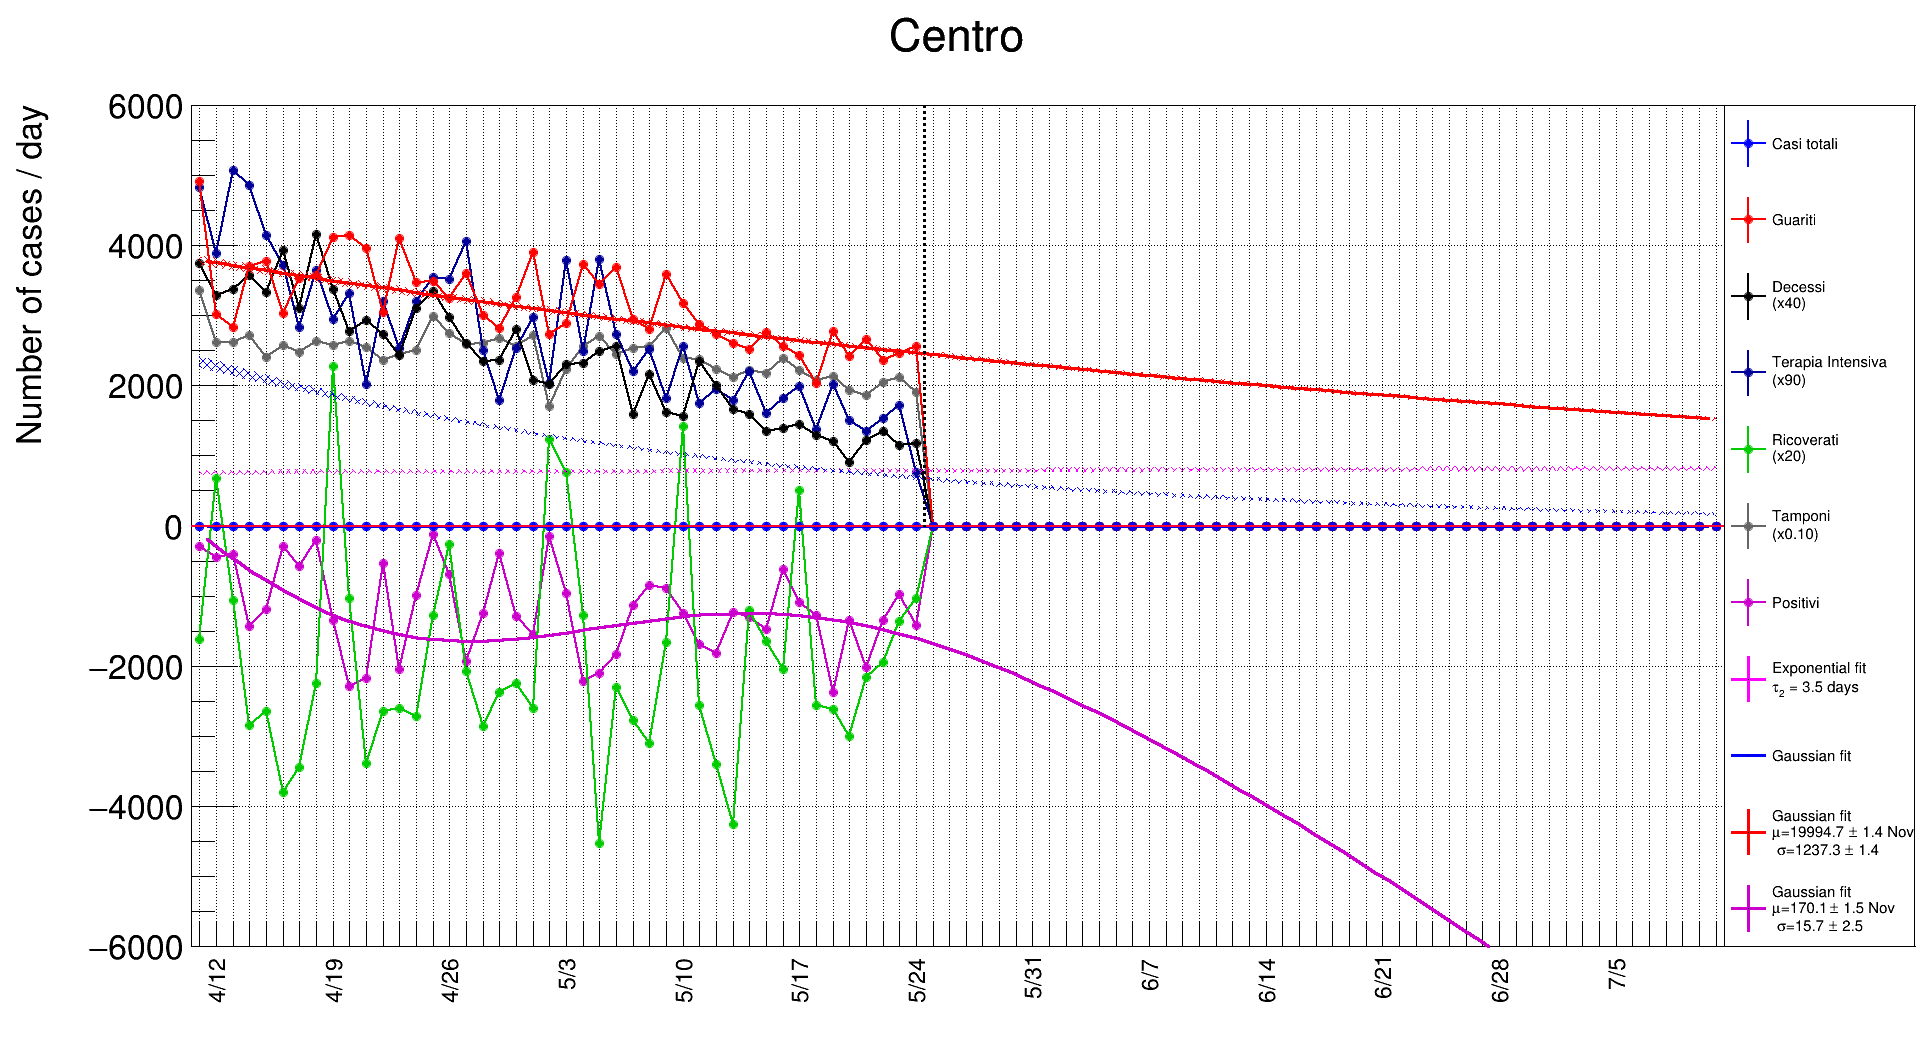 Centro
Number of cases / day
6000
4000
2000
0
−2000
−4000
−6000
4/12
4/19
4/26
5/3
5/10
5/17
5/24
5/31
6/7
6/14
6/21
6/28
7/5
Casi totali
Guariti
Decessi
(x40)
Terapia Intensiva
(x90)
Ricoverati
(x20)
Tamponi
(x0.10)
Positivi
Exponential fit
τ2 = 3.5 days
Gaussian fit
Gaussian fit
μ=19994.7 ± 1.4 Nov
σ=1237.3 ± 1.4
Gaussian fit
μ=170.1 ± 1.5 Nov
σ=15.7 ± 2.5